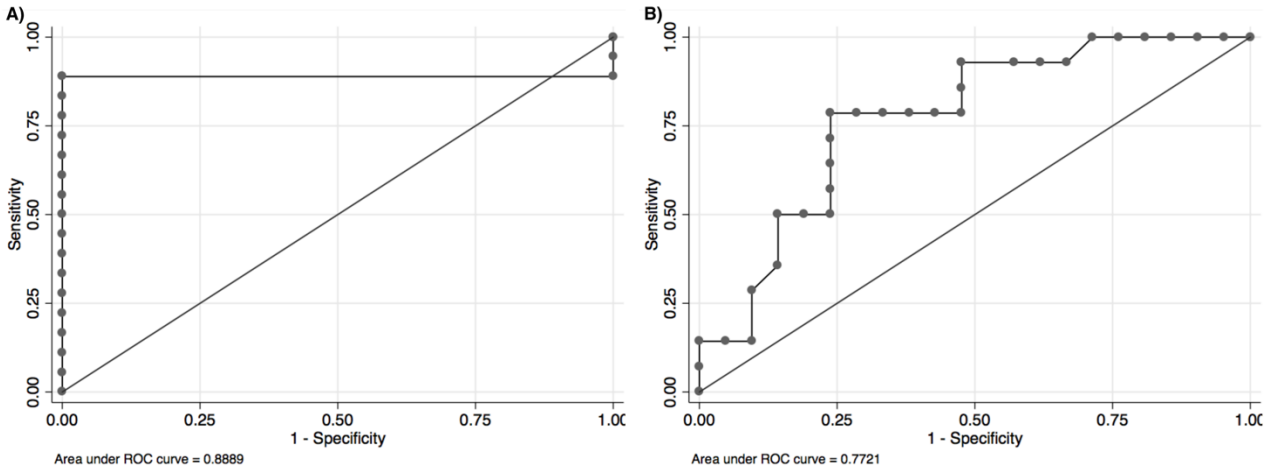 A)
1.00
0.75
0.50
0.25
0.00
Sensitivity
0.00 0.25 0.50 0.75 1.00
1 - Specificity
Area under ROC curve = 0.8889
B)
1.00
0.75
0.50
0.25
0.00
Sensitivity
0.00 0.25 0.50 0.75 1.00
1 - Specificity
Area under ROC curve = 0.7721